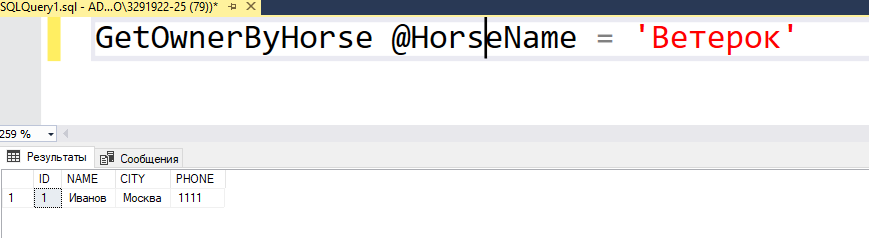 SQLQuery1.sql - AD...O\3291922-25 (79))*
GetOwnerByHorse @HorseName = 'Ветерок'
259 %
Результаты Сообщения
ID NAME CITY PHONE
1 1 Иванов Москва 1111